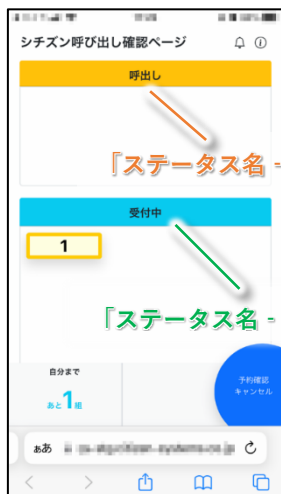 シチズン呼び出し確認ページ
呼出し
「ステータス名 -
受付中
1
「ステータス名 -
自分まで
あと1組
予約確認
キャンセル
ああ